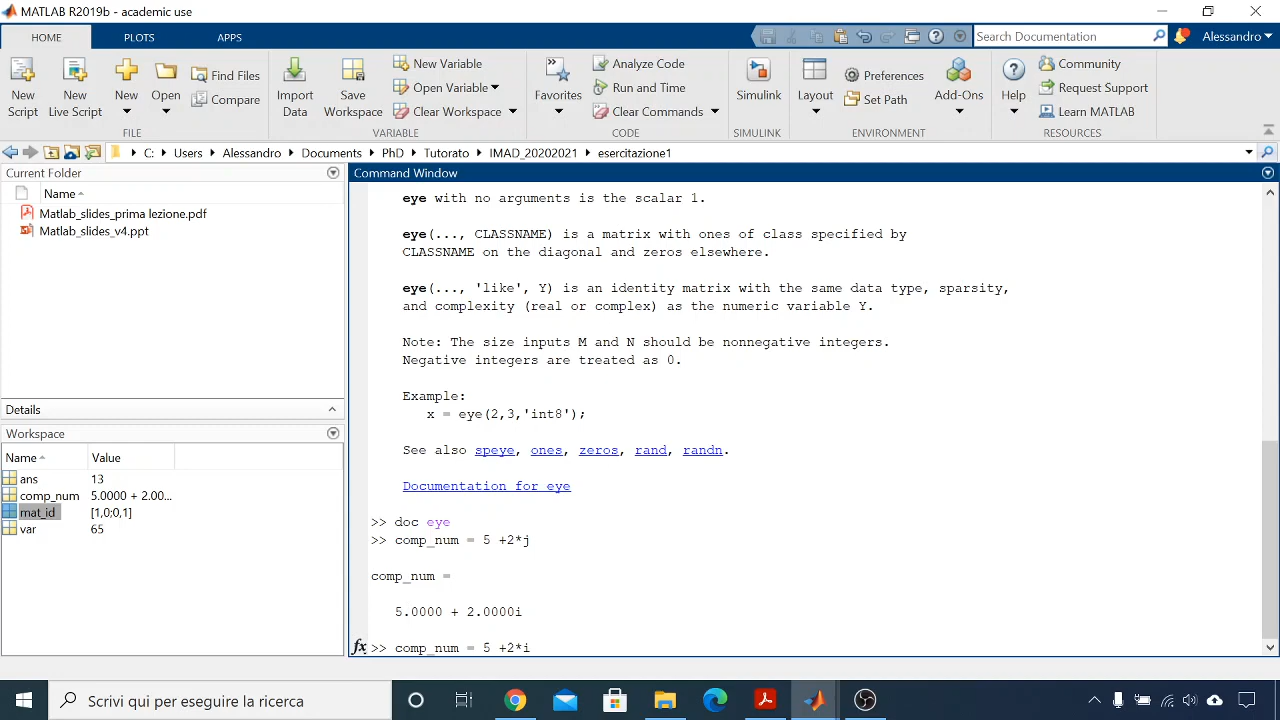 MATLAB R2019b - academic use
HOME PLOTS APPS
Search Documentation
Alessandro
New Script
New Live Script
New
Open
Find Files
Compare
FILE
Import Data
Save Workspace
New Variable
Open Variable
Clear Workspace
VARIABLE
Favorites
Analyze Code
Run and Time
Clear Commands
CODE
Simulink
SIMULINK
Layout
Preferences
Set Path
Add-Ons
ENVIRONMENT
Help
Community
Request Support
Learn MATLAB
RESOURCES
C: Users Alessandro Documents PhD Tutorato IMAD_20202021 esercitazione1
Current Folder
Name
Matlab_slides_prima lezione.pdf
Matlab_slides_v4.ppt
Details
Workspace
Name Value
ans 13
comp_num 5.0000 + 2.00...
mat_id [1,0;0,1]
var 65
Command Window
eye with no arguments is the scalar 1.
eye(..., CLASSNAME) is a matrix with ones of class specified by
CLASSNAME on the diagonal and zeros elsewhere.
eye(..., 'like', Y) is an identity matrix with the same data type, sparsity,
and complexity (real or complex) as the numeric variable Y.
Note: The size inputs M and N should be nonnegative integers.
Negative integers are treated as 0.
Example:
x = eye(2,3,'int8');
See also speye, ones, zeros, rand, randn.
Documentation for eye
>> doc eye
>> comp_num = 5 +2*j
comp_num =
5.0000 + 2.0000i
fx >> comp_num = 5 +2*i
Scrivi qui per eseguire la ricerca